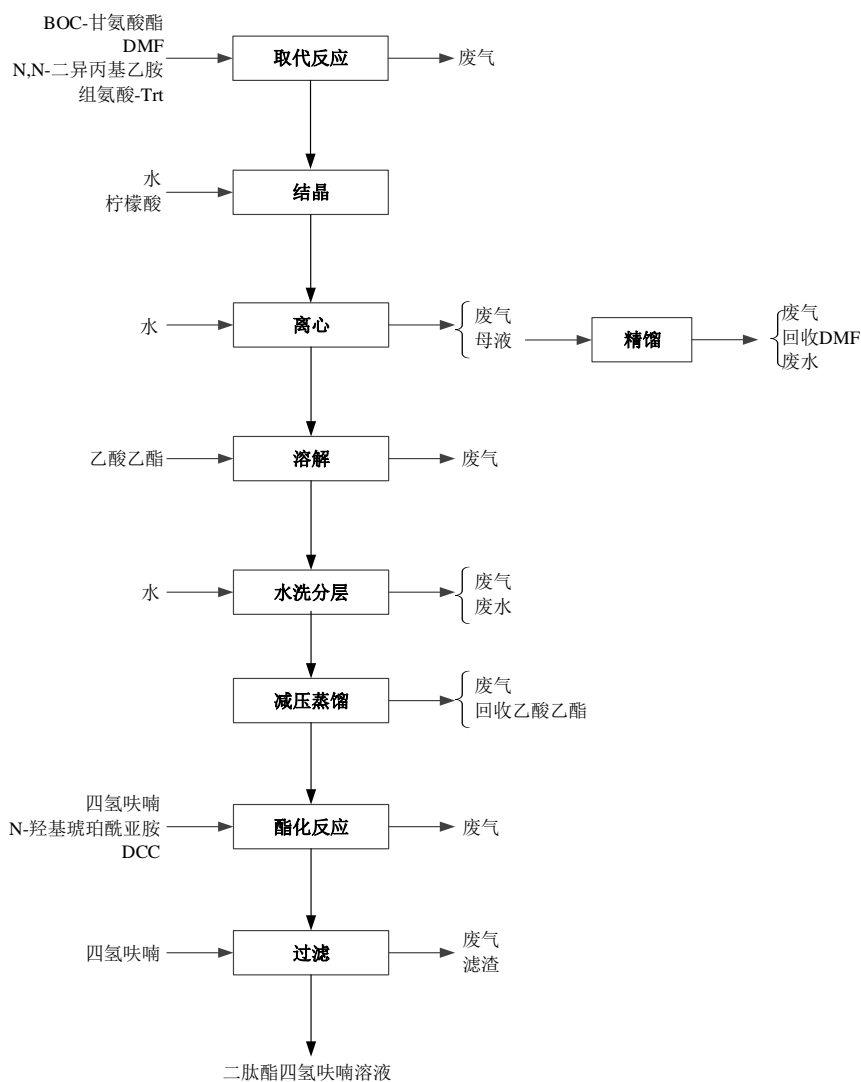 BOC-甘氨酸酯
DMF
N,N-二异丙基乙胺
组氨酸-Trt
取代反应
废气
水
柠檬酸
结晶
水
离心
废气
母液
精馏
废气
回收DMF
废水
乙酸乙酯
溶解
废气
水
水洗分层
废气
废水
减压蒸馏
废气
回收乙酸乙酯
四氢呋喃
N-羟基琥珀酰亚胺
DCC
酯化反应
废气
四氢呋喃
过滤
废气
滤渣
二肽酯四氢呋喃溶液